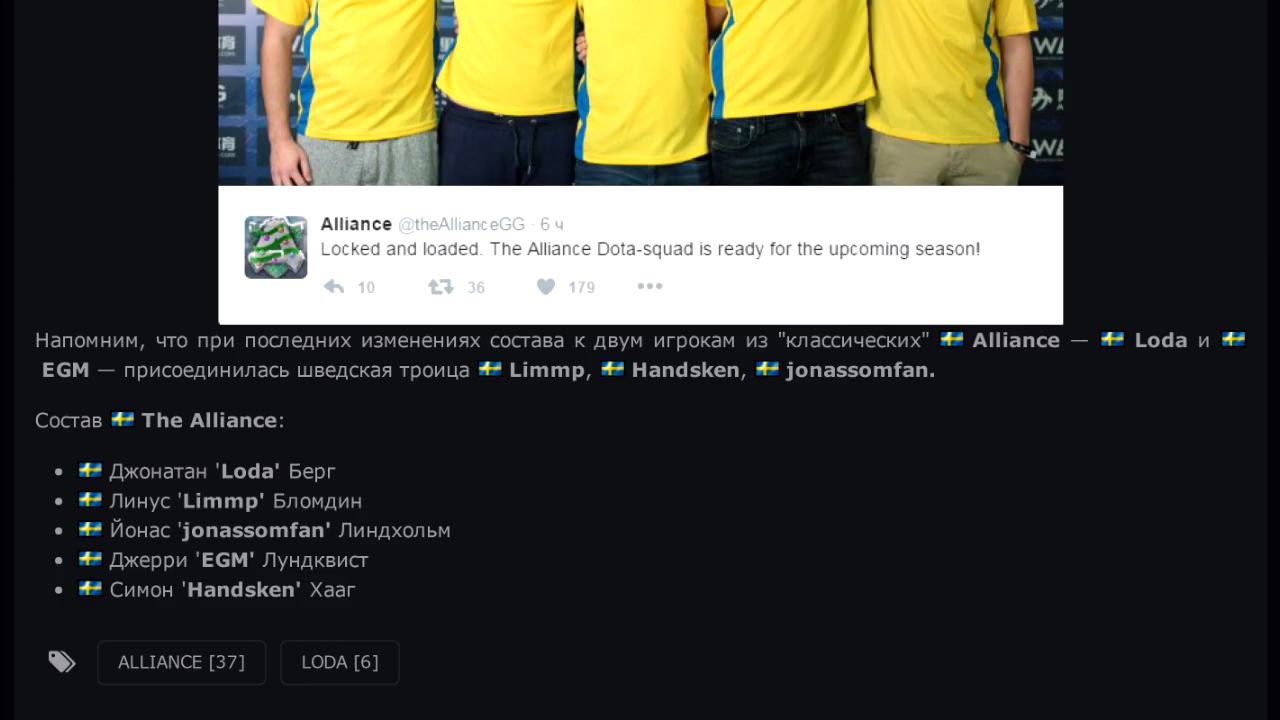 Alliance @theAllianceGG · 6 ч
Locked and loaded. The Alliance Dota-squad is ready for the upcoming season!
10 36 179 •••
Напомним, что при последних изменениях состава к двум игрокам из "классических" Alliance — Loda и
EGM — присоединилась шведская троица Limmp, Handsken, jonassomfan.
Состав The Alliance:
• Джонатан 'Loda' Берг
• Линус 'Limmp' Бломдин
• Йонас 'jonassomfan' Линдхольм
• Джерри 'EGM' Лундквист
• Симон 'Handsken' Хааг
ALLIANCE [37] LODA [6]